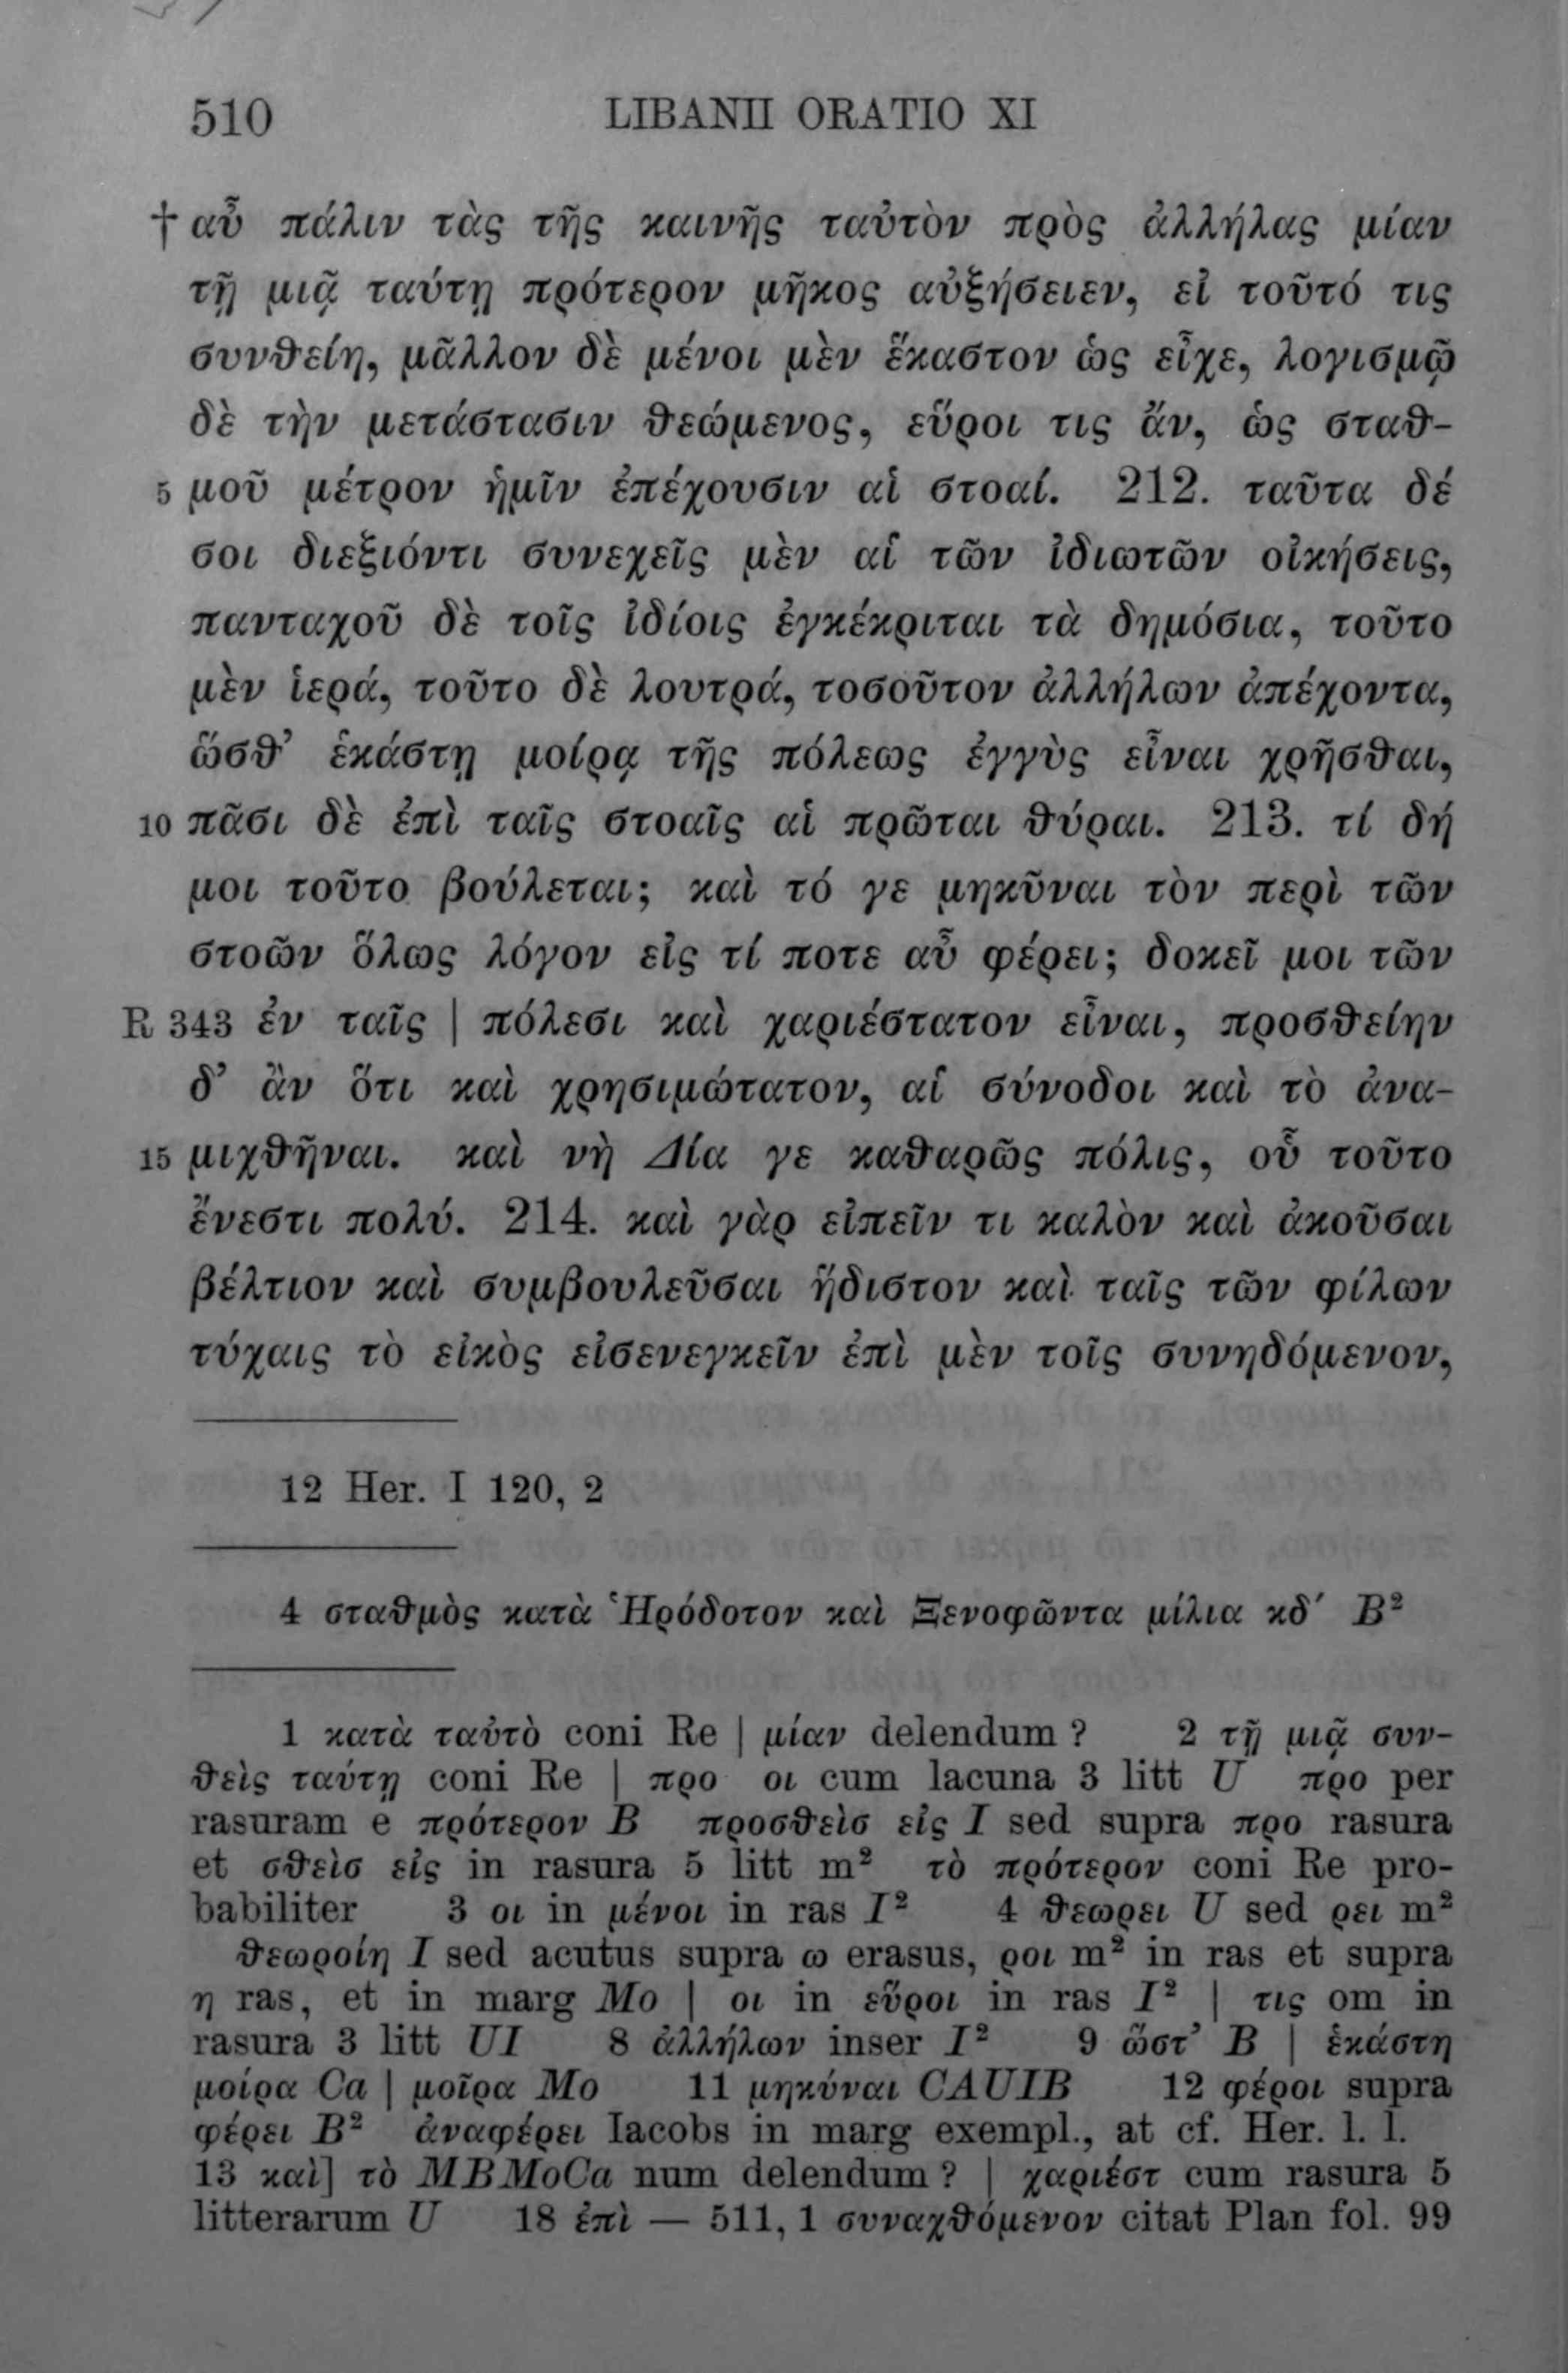 510 LIBANII ORATIO XI
† αὖ πάλιν τὰς τῆς καινῆς ταὐτὸν πρὸς ἀλλήλας μίαν
τῇ μιᾷ ταύτῃ πρότερον μῆκος αὐξήσειεν, εἰ τοῦτό τις
συνθείη, μᾶλλον δὲ μένοι μὲν ἕκαστον ὡς εἶχε, λογισμῷ
δὲ τὴν μετάστασιν θεώμενος, εὕροι τις ἄν, ὡς σταθ-
5 μοῦ μέτρον ἡμῖν ἐπέχουσιν αἱ στοαί. 212. ταῦτα δέ
σοι διεξιόντι συνεχεῖς μὲν αἱ τῶν ἰδιωτῶν οἰκήσεις,
πανταχοῦ δὲ τοῖς ἰδίοις ἐγκέκριται τὰ δημόσια, τοῦτο
μὲν ἱερά, τοῦτο δὲ λουτρά, τοσοῦτον ἀλλήλων ἀπέχοντα,
ὥσθ’ ἑκάστῃ μοίρᾳ τῆς πόλεως ἐγγὺς εἶναι χρῆσθαι,
10 πᾶσι δὲ ἐπὶ ταῖς στοαῖς αἱ πρῶται θύραι. 213. τί δή
μοι τοῦτο βούλεται; καὶ τό γε μηκῦναι τὸν περὶ τῶν
στοῶν ὅλως λόγον εἰς τί ποτε αὖ φέρει; δοκεῖ μοι τῶν
R 343 ἐν ταῖς | πόλεσι καὶ χαριέστατον εἶναι, προσθείην
δ’ ἂν ὅτι καὶ χρησιμώτατον, αἱ σύνοδοι καὶ τὸ ἀνα-
15 μιχθῆναι. καὶ νὴ Δία γε καθαρῶς πόλις, οὗ τοῦτο
ἔνεστι πολύ. 214. καὶ γὰρ εἰπεῖν τι καλὸν καὶ ἀκοῦσαι
βέλτιον καὶ συμβουλεῦσαι ἥδιστον καὶ ταῖς τῶν φίλων
τύχαις τὸ εἰκὸς εἰσενεγκεῖν ἐπὶ μὲν τοῖς συνηδόμενον,
12 Her. I 120, 2
4 σταθμὸς κατὰ Ἡρόδοτον καὶ Ξενοφῶντα μίλια κδ′ B²
1 κατὰ ταὐτὸ coni Re | μίαν delendum? 2 τῇ μιᾷ συν-
θεὶς ταύτῃ coni Re | προ οι cum lacuna 3 litt U προ per
rasuram e πρότερον B προσθεὶσ εἰς I sed supra προ rasura
et σθεὶσ εἰς in rasura 5 litt m² τὸ πρότερον coni Re pro-
babiliter 3 οι in μένοι in ras I² 4 θεωρει U sed ρει m²
θεωροίη I sed acutus supra ω erasus, ροι m² in ras et supra
η ras, et in marg Mo | οι in εὕροι in ras I² | τις om in
rasura 3 litt UI 8 ἀλλήλων inser I² 9 ὥστ’ B | ἑκάστη
μοίρα Ca | μοῖρα Mo 11 μηκύναι CAUIB 12 φέροι supra
φέρει B² ἀναφέρει Iacobs in marg exempl., at cf. Her. l. l.
13 καὶ] τὸ MBMoCa num delendum? | χαριέστ cum rasura 5
litterarum U 18 ἐπὶ — 511, 1 συναχθόμενον citat Plan fol. 99